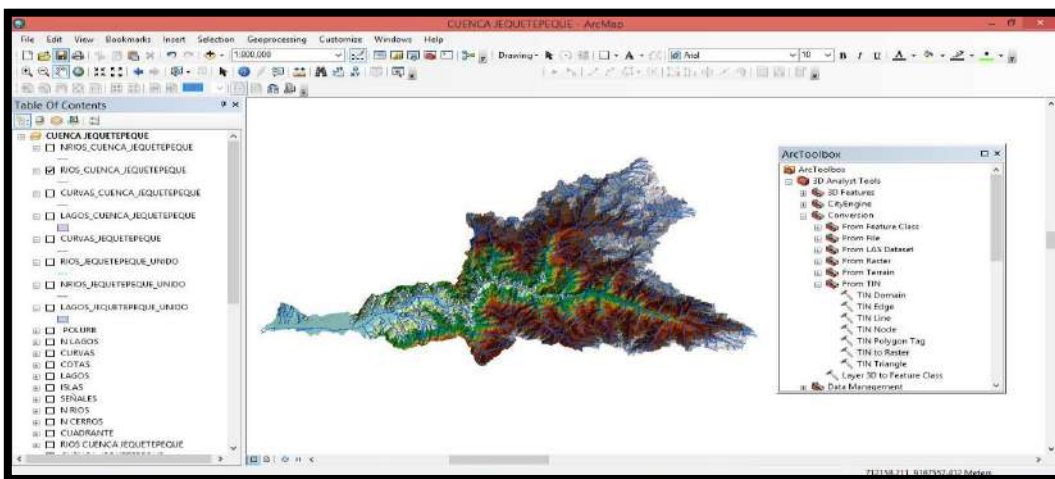 CUENCA JEQUETEPEQUE - ArcMap
File Edit View Bookmarks Insert Selection Geoprocessing Customize Windows Help
1:000,000
Drawing
Arial
10
B I U A
Table Of Contents
CUENCA JEQUETEPEQUE
NRIOS_CUENCA_JEQUETEPEQUE
RIOS_CUENCA_JEQUETEPEQUE
CURVAS_CUENCA_JEQUETEPEQUE
LAGOS_CUENCA_JEQUETEPEQUE
CURVAS_JEQUETEPEQUE
RIOS_JEQUETEPEQUE_UNIDO
NRIOS_JEQUETEPEQUE_UNIDO
LAGOS_JEQUETEPEQUE_UNIDO
POLURB
N LAGOS
CURVAS
COTAS
LAGOS
ISLAS
SEÑALES
N RIOS
N CERROS
CUADRANTE
RIOS CUENCA JEQUETEPEQUE
ArcToolbox
ArcToolbox
3D Analyst Tools
3D Features
CityEngine
Conversion
From Feature Class
From File
From LAS Dataset
From Raster
From Terrain
From TIN
TIN Domain
TIN Edge
TIN Line
TIN Node
TIN Polygon Tag
TIN to Raster
TIN Triangle
Layer 3D to Feature Class
Data Management
Meters